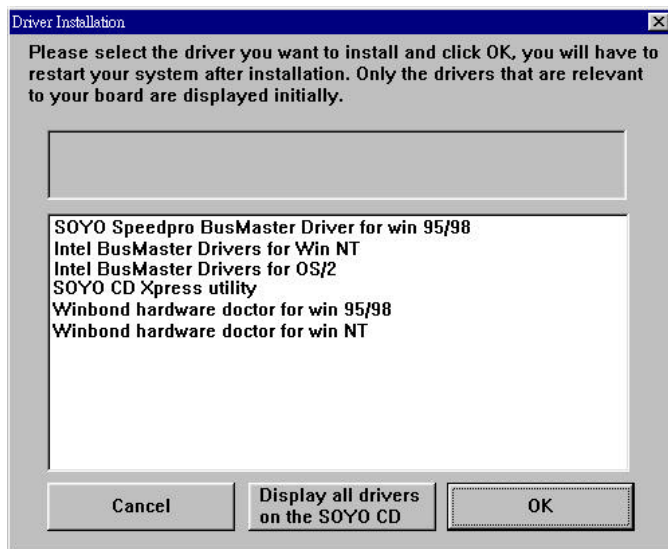 Driver Installation
Please select the driver you want to install and click OK, you will have to
restart your system after installation. Only the drivers that are relevant
to your board are displayed initially.
SOYO Speedpro BusMaster Driver for win 95/98
Intel BusMaster Drivers for Win NT
Intel BusMaster Drivers for OS/2
SOYO CD Xpress utility
Winbond hardware doctor for win 95/98
Winbond hardware doctor for win NT
Cancel
Display all drivers
on the SOYO CD
OK